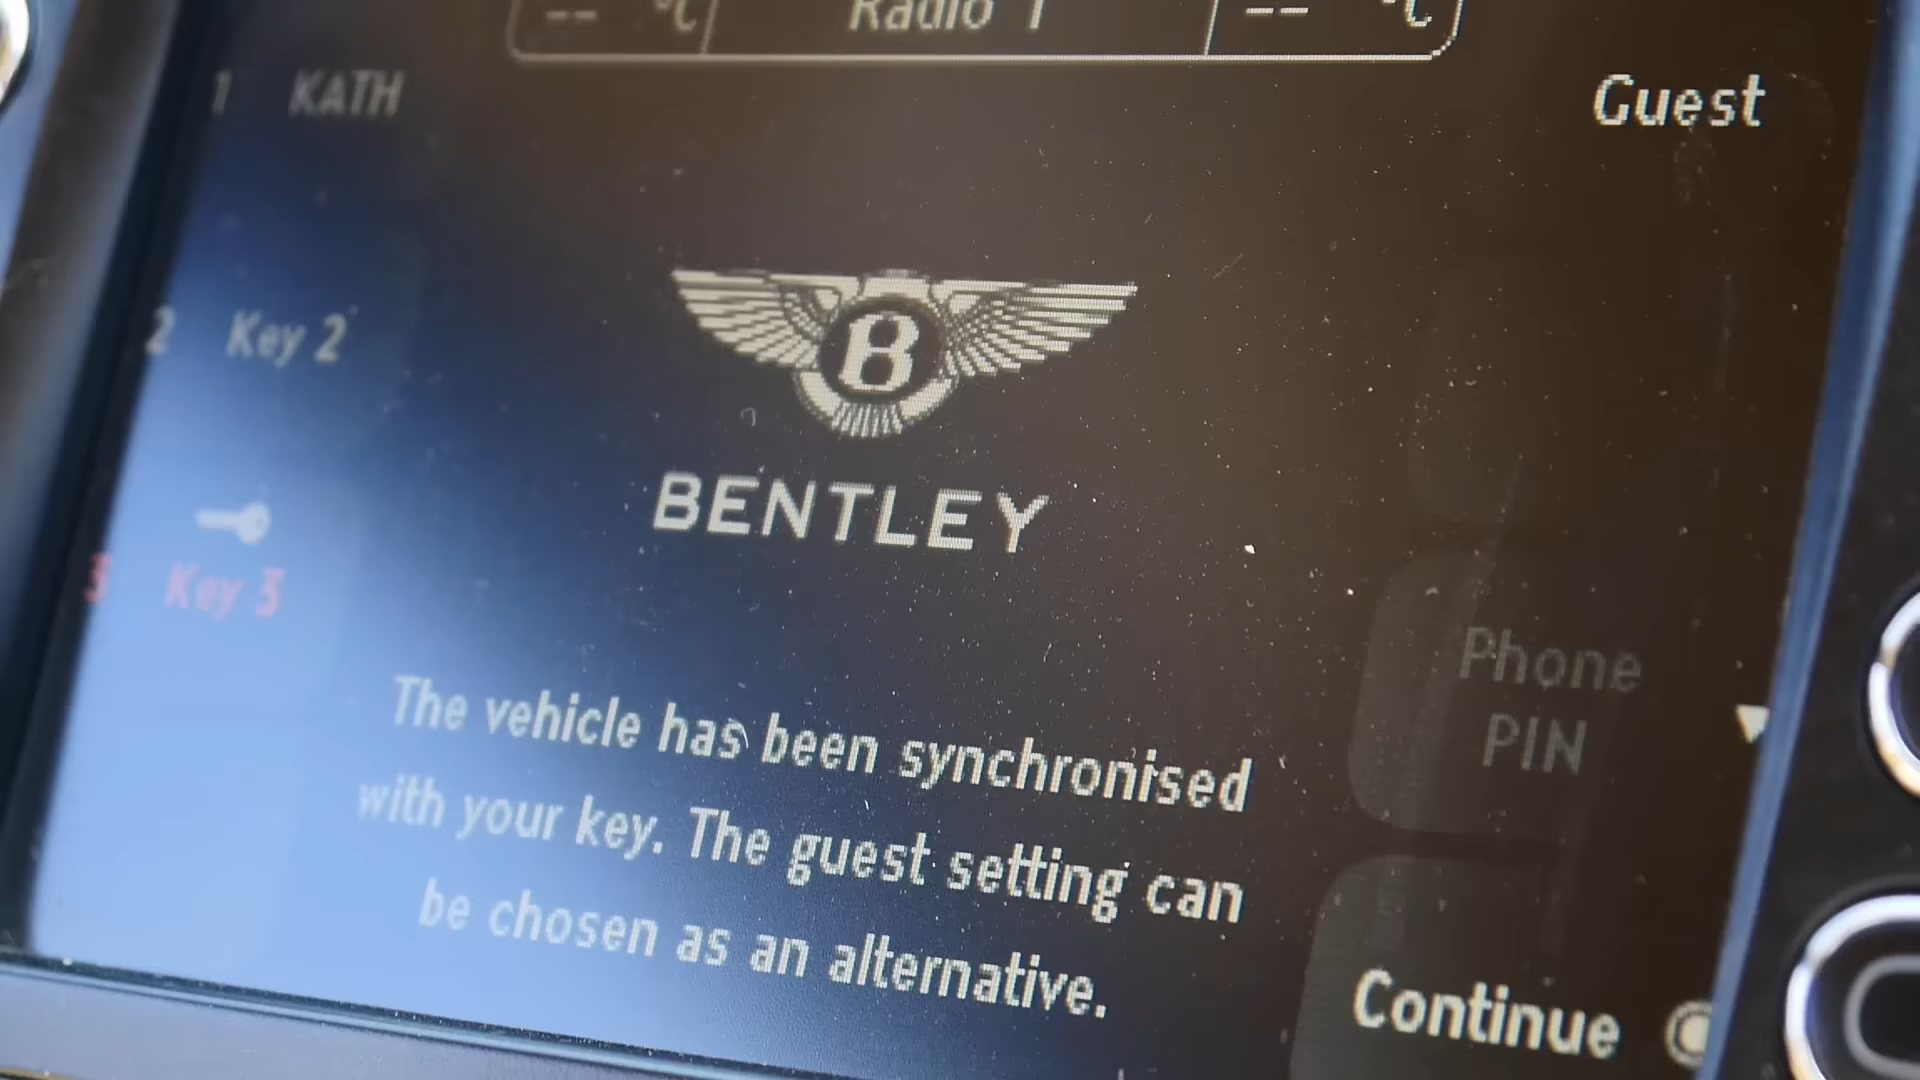 -- °C Radio 1 -- °C
1 KATH
Guest
2 Key 2
B
BENTLEY
3 Key 3
Phone
PIN
The vehicle has been synchronised
with your key. The guest setting can
be chosen as an alternative.
Continue